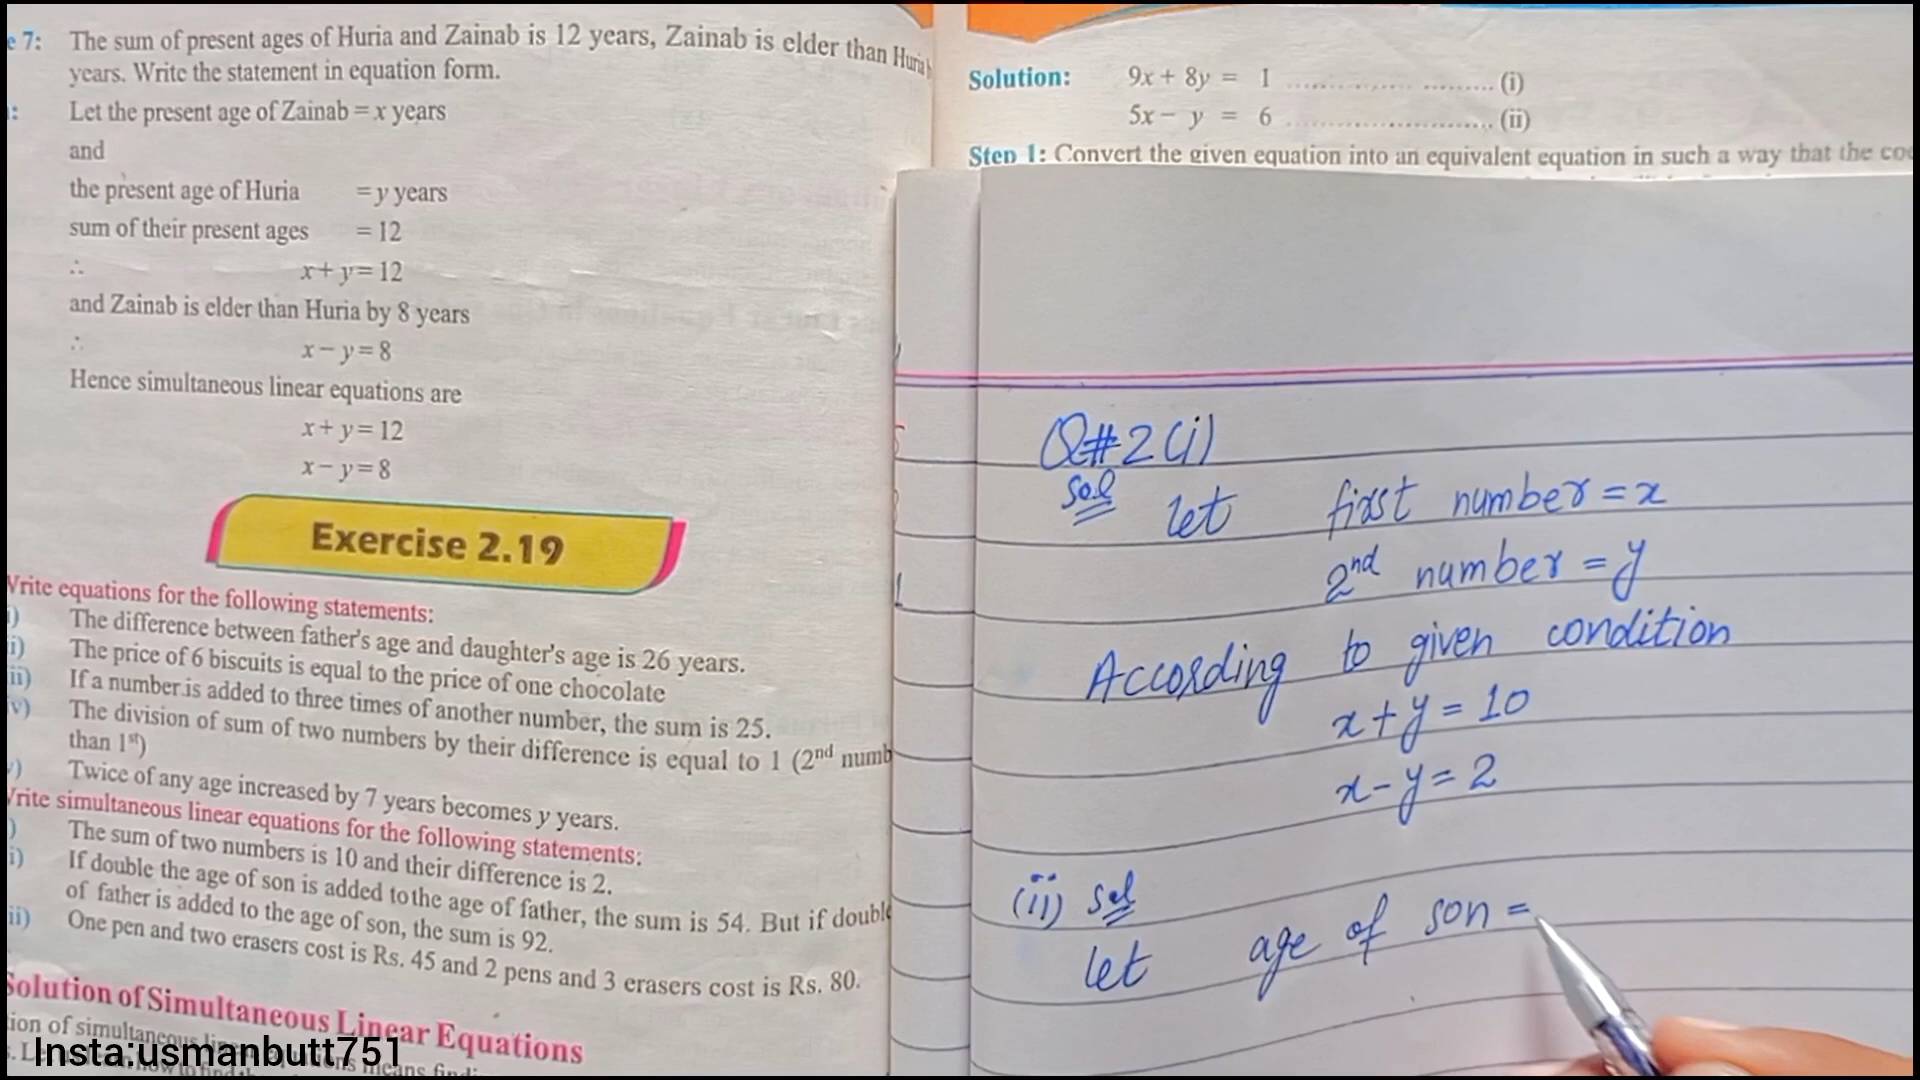 e 7: The sum of present ages of Huria and Zainab is 12 years, Zainab is elder than Huria
years. Write the statement in equation form.
: Let the present age of Zainab = x years
and
the present age of Huria = y years
sum of their present ages = 12
∴ x + y = 12
and Zainab is elder than Huria by 8 years
∴ x − y = 8
Hence simultaneous linear equations are
x + y = 12
x − y = 8
Exercise 2.19
Write equations for the following statements:
i) The difference between father's age and daughter's age is 26 years.
i) The price of 6 biscuits is equal to the price of one chocolate
ii) If a number is added to three times of another number, the sum is 25.
v) The division of sum of two numbers by their difference is equal to 1 (2nd numb
than 1st)
) Twice of any age increased by 7 years becomes y years.
Write simultaneous linear equations for the following statements:
) The sum of two numbers is 10 and their difference is 2.
i) If double the age of son is added to the age of father, the sum is 54. But if double
of father is added to the age of son, the sum is 92.
ii) One pen and two erasers cost is Rs. 45 and 2 pens and 3 erasers cost is Rs. 80.
Solution of Simultaneous Linear Equations
Insta:usmanbutt751
Solution: 9x + 8y = 1 .................... (i)
5x − y = 6 .................... (ii)
Step 1: Convert the given equation into an equivalent equation in such a way that the
Q#2(i)
Sol let first number = x
2nd number = y
According to given condition
x + y = 10
x - y = 2
(ii) Sol
let age of son =